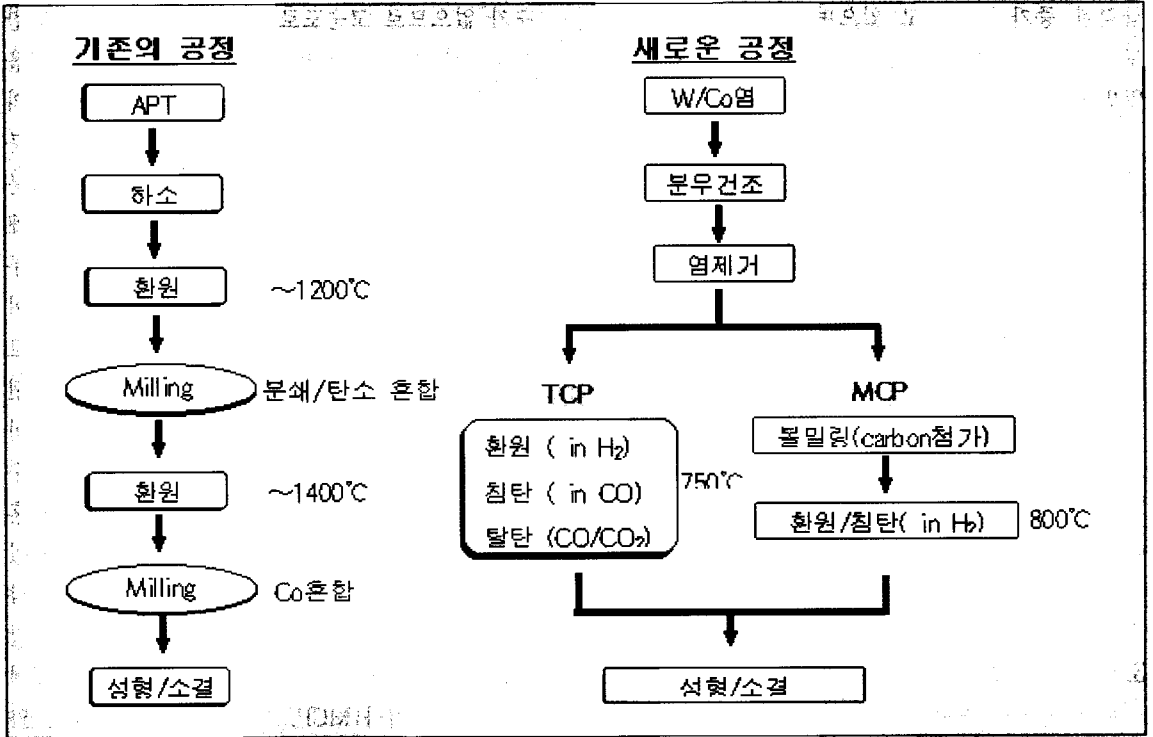 기존의 공정
APT
하소
환원 ~1200℃
Milling 분쇄/탄소 혼합
환원 ~1400℃
Milling Co혼합
성형/소결
새로운 공정
W/Co염
분무건조
염제거
TCP
환원 ( in H₂)
침탄 ( in CO)
탈탄 (CO/CO₂)
750℃
MCP
볼밀링(carbon첨가)
환원/침탄( in H₂) 800℃
성형/소결